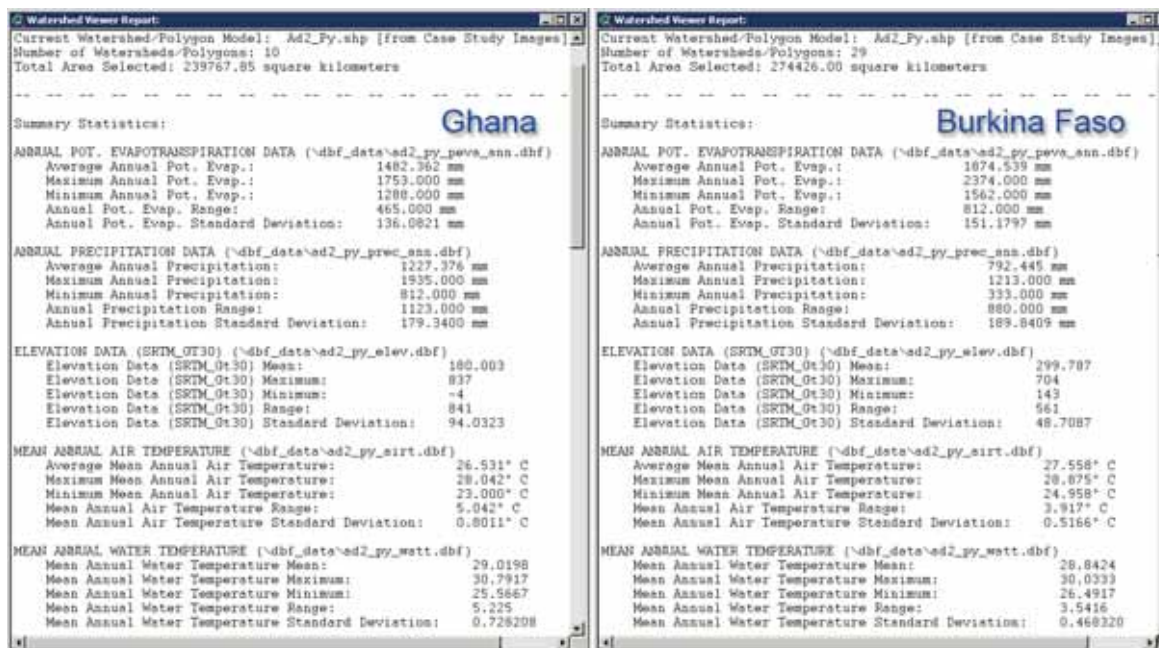 Watershed Viewer Report:
Current Watershed/Polygon Model: Ad2_Py.shp [from Case Study Images]
Number of Watersheds/Polygons: 10
Total Area Selected: 239767.85 square kilometers
-- -- -- -- -- -- -- -- -- -- -- -- -- -- -- -- -- --
Summary Statistics:
Ghana
ANNUAL POT. EVAPOTRANSPIRATION DATA (\dbf_data\ad2_py_peva_ann.dbf)
Average Annual Pot. Evap.: 1482.362 mm
Maximum Annual Pot. Evap.: 1753.000 mm
Minimum Annual Pot. Evap.: 1288.000 mm
Annual Pot. Evap. Range: 465.000 mm
Annual Pot. Evap. Standard Deviation: 136.0821 mm
ANNUAL PRECIPITATION DATA (\dbf_data\ad2_py_prec_ann.dbf)
Average Annual Precipitation: 1227.376 mm
Maximum Annual Precipitation: 1935.000 mm
Minimum Annual Precipitation: 812.000 mm
Annual Precipitation Range: 1123.000 mm
Annual Precipitation Standard Deviation: 179.3400 mm
ELEVATION DATA (SRTM_GT30) (\dbf_data\ad2_py_elev.dbf)
Elevation Data (SRTM_Gt30) Mean: 180.003
Elevation Data (SRTM_Gt30) Maximum: 837
Elevation Data (SRTM_Gt30) Minimum: -4
Elevation Data (SRTM_Gt30) Range: 841
Elevation Data (SRTM_Gt30) Standard Deviation: 94.0323
MEAN ANNUAL AIR TEMPERATURE (\dbf_data\ad2_py_airt.dbf)
Average Mean Annual Air Temperature: 26.531° C
Maximum Mean Annual Air Temperature: 28.042° C
Minimum Mean Annual Air Temperature: 23.000° C
Mean Annual Air Temperature Range: 5.042° C
Mean Annual Air Temperature Standard Deviation: 0.8011° C
MEAN ANNUAL WATER TEMPERATURE (\dbf_data\ad2_py_watt.dbf)
Mean Annual Water Temperature Mean: 29.0198
Mean Annual Water Temperature Maximum: 30.7917
Mean Annual Water Temperature Minimum: 25.5667
Mean Annual Water Temperature Range: 5.225
Mean Annual Water Temperature Standard Deviation: 0.728208
Watershed Viewer Report:
Current Watershed/Polygon Model: Ad2_Py.shp [from Case Study Images]
Number of Watersheds/Polygons: 29
Total Area Selected: 274426.00 square kilometers
-- -- -- -- -- -- -- -- -- -- -- -- -- -- -- -- -- --
Summary Statistics:
Burkina Faso
ANNUAL POT. EVAPOTRANSPIRATION DATA (\dbf_data\ad2_py_peva_ann.dbf)
Average Annual Pot. Evap.: 1874.539 mm
Maximum Annual Pot. Evap.: 2374.000 mm
Minimum Annual Pot. Evap.: 1562.000 mm
Annual Pot. Evap. Range: 812.000 mm
Annual Pot. Evap. Standard Deviation: 151.1797 mm
ANNUAL PRECIPITATION DATA (\dbf_data\ad2_py_prec_ann.dbf)
Average Annual Precipitation: 792.445 mm
Maximum Annual Precipitation: 1213.000 mm
Minimum Annual Precipitation: 333.000 mm
Annual Precipitation Range: 880.000 mm
Annual Precipitation Standard Deviation: 189.8409 mm
ELEVATION DATA (SRTM_GT30) (\dbf_data\ad2_py_elev.dbf)
Elevation Data (SRTM_Gt30) Mean: 299.787
Elevation Data (SRTM_Gt30) Maximum: 704
Elevation Data (SRTM_Gt30) Minimum: 143
Elevation Data (SRTM_Gt30) Range: 561
Elevation Data (SRTM_Gt30) Standard Deviation: 48.7087
MEAN ANNUAL AIR TEMPERATURE (\dbf_data\ad2_py_airt.dbf)
Average Mean Annual Air Temperature: 27.558° C
Maximum Mean Annual Air Temperature: 28.875° C
Minimum Mean Annual Air Temperature: 24.958° C
Mean Annual Air Temperature Range: 3.917° C
Mean Annual Air Temperature Standard Deviation: 0.5166° C
MEAN ANNUAL WATER TEMPERATURE (\dbf_data\ad2_py_watt.dbf)
Mean Annual Water Temperature Mean: 28.8424
Mean Annual Water Temperature Maximum: 30.0333
Mean Annual Water Temperature Minimum: 26.4917
Mean Annual Water Temperature Range: 3.5416
Mean Annual Water Temperature Standard Deviation: 0.468320